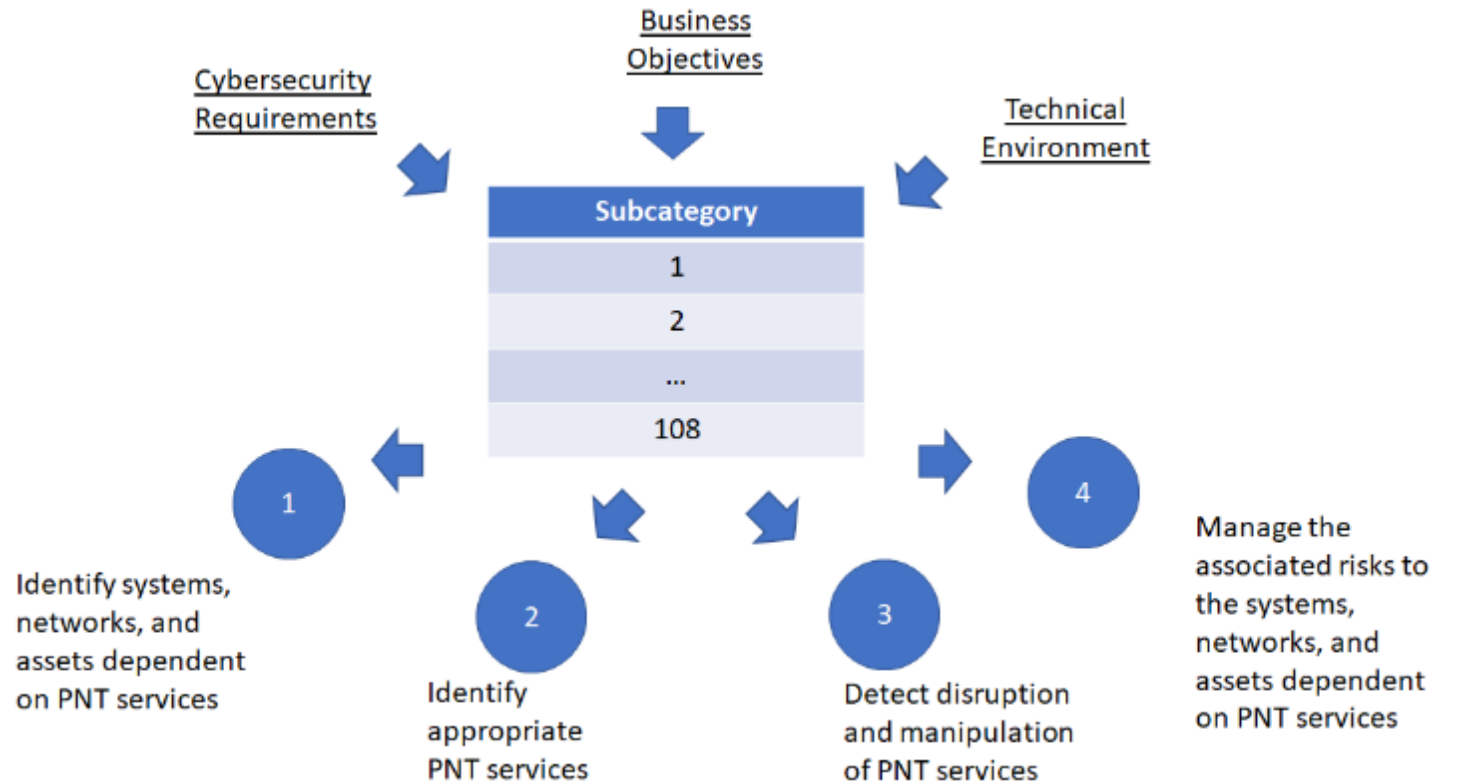 Business
Objectives
Cybersecurity
Requirements
Technical
Environment
Subcategory
1
2
...
108
1
Identify systems,
networks, and
assets dependent
on PNT services
2
Identify
appropriate
PNT services
3
Detect disruption
and manipulation
of PNT services
4
Manage the
associated risks to
the systems,
networks, and
assets dependent
on PNT services